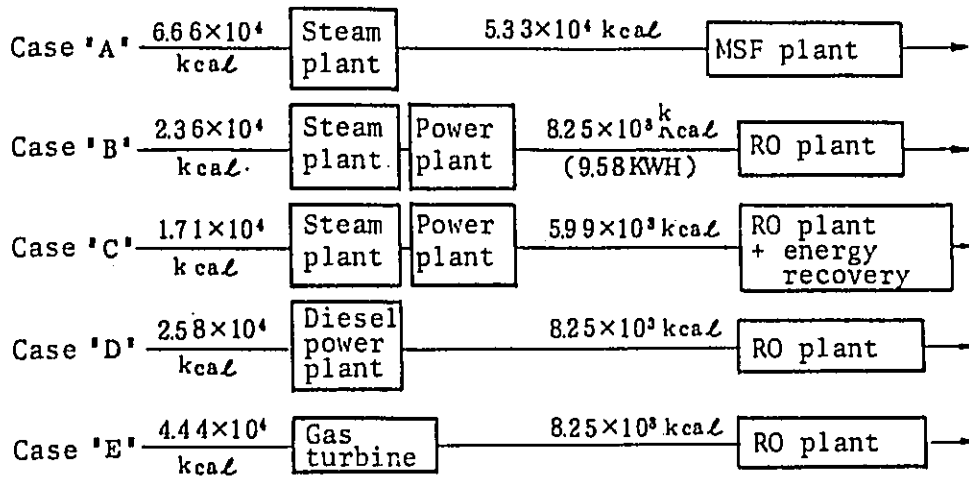 Case "A" 6.66×10⁴ kcal Steam plant 5.33×10⁴ kcal MSF plant
Case "B" 2.36×10⁴ kcal. Steam plant Power plant 8.25×10³ kcal (9.58KWH) RO plant
Case "C" 1.71×10⁴ kcal Steam plant Power plant 5.99×10³ kcal RO plant + energy recovery
Case "D" 2.58×10⁴ kcal Diesel power plant 8.25×10³ kcal RO plant
Case "E" 4.44×10⁴ kcal Gas turbine 8.25×10³ kcal RO plant